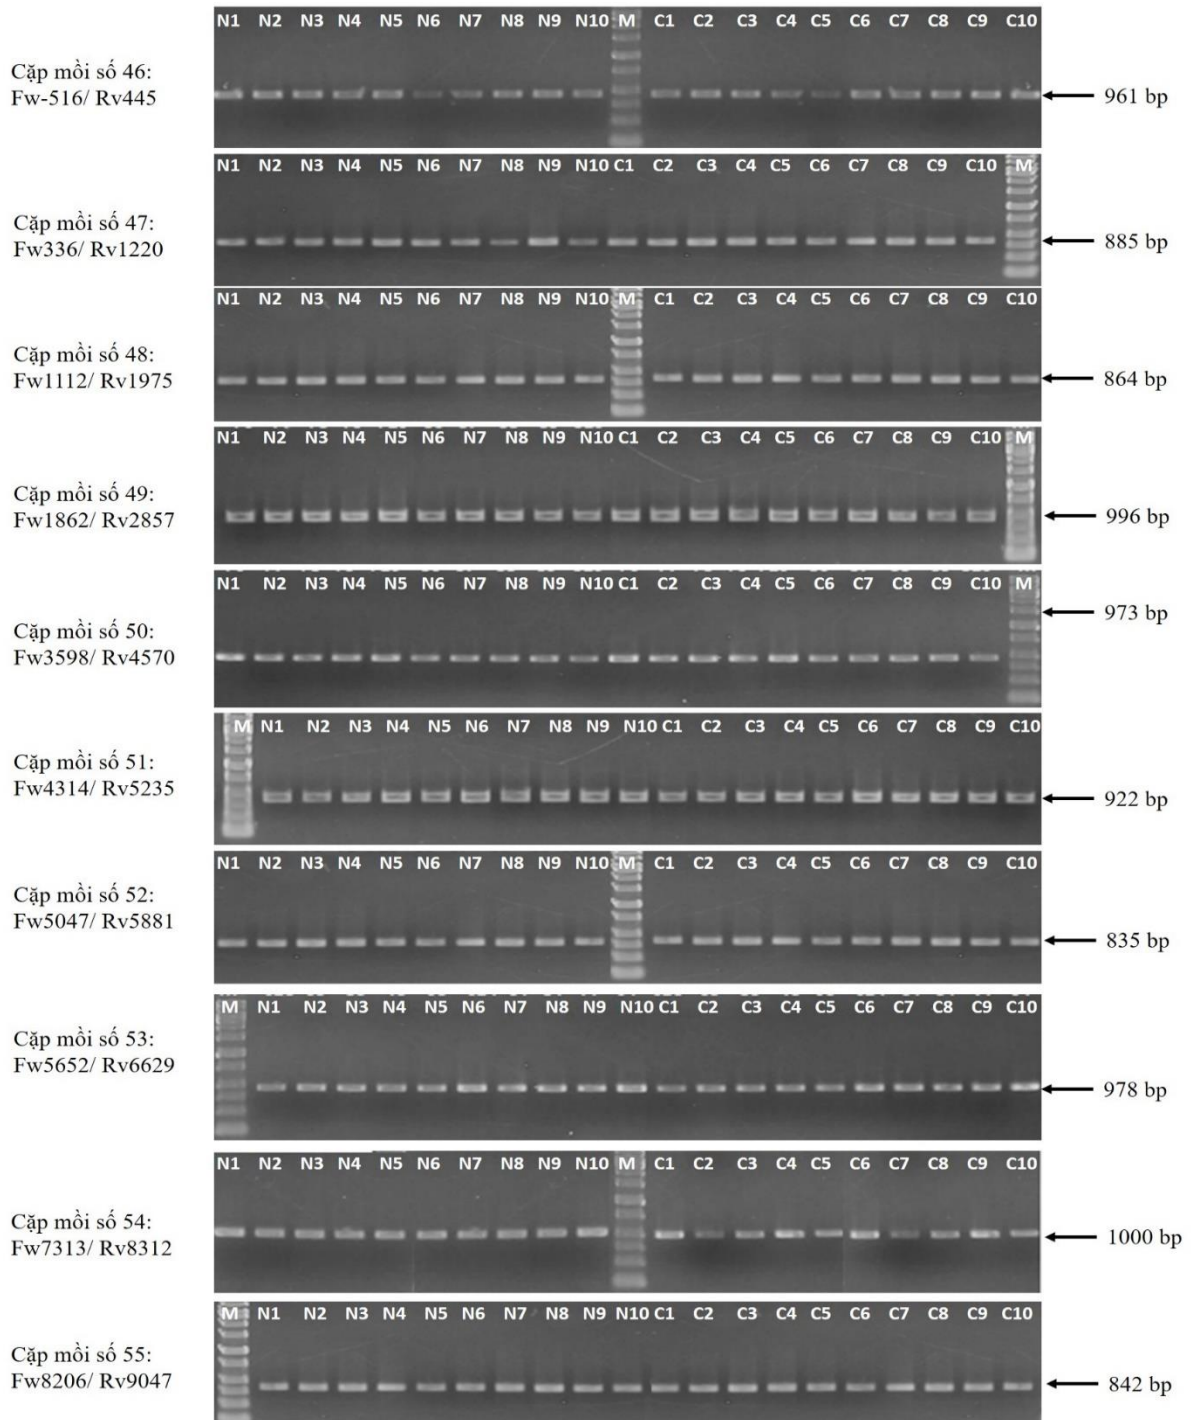 N1 N2 N3 N4 N5 N6 N7 N8 N9 N10 M C1 C2 C3 C4 C5 C6 C7 C8 C9 C10
Cặp mồi số 46:
Fw-516/ Rv445
961 bp
N1 N2 N3 N4 N5 N6 N7 N8 N9 N10 C1 C2 C3 C4 C5 C6 C7 C8 C9 C10 M
Cặp mồi số 47:
Fw336/ Rv1220
885 bp
N1 N2 N3 N4 N5 N6 N7 N8 N9 N10 M C1 C2 C3 C4 C5 C6 C7 C8 C9 C10
Cặp mồi số 48:
Fw1112/ Rv1975
864 bp
N1 N2 N3 N4 N5 N6 N7 N8 N9 N10 C1 C2 C3 C4 C5 C6 C7 C8 C9 C10 M
Cặp mồi số 49:
Fw1862/ Rv2857
996 bp
N1 N2 N3 N4 N5 N6 N7 N8 N9 N10 C1 C2 C3 C4 C5 C6 C7 C8 C9 C10 M
Cặp mồi số 50:
Fw3598/ Rv4570
973 bp
M N1 N2 N3 N4 N5 N6 N7 N8 N9 N10 C1 C2 C3 C4 C5 C6 C7 C8 C9 C10
Cặp mồi số 51:
Fw4314/ Rv5235
922 bp
N1 N2 N3 N4 N5 N6 N7 N8 N9 N10 M C1 C2 C3 C4 C5 C6 C7 C8 C9 C10
Cặp mồi số 52:
Fw5047/ Rv5881
835 bp
M N1 N2 N3 N4 N5 N6 N7 N8 N9 N10 C1 C2 C3 C4 C5 C6 C7 C8 C9 C10
Cặp mồi số 53:
Fw5652/ Rv6629
978 bp
N1 N2 N3 N4 N5 N6 N7 N8 N9 N10 M C1 C2 C3 C4 C5 C6 C7 C8 C9 C10
Cặp mồi số 54:
Fw7313/ Rv8312
1000 bp
M N1 N2 N3 N4 N5 N6 N7 N8 N9 N10 C1 C2 C3 C4 C5 C6 C7 C8 C9 C10
Cặp mồi số 55:
Fw8206/ Rv9047
842 bp